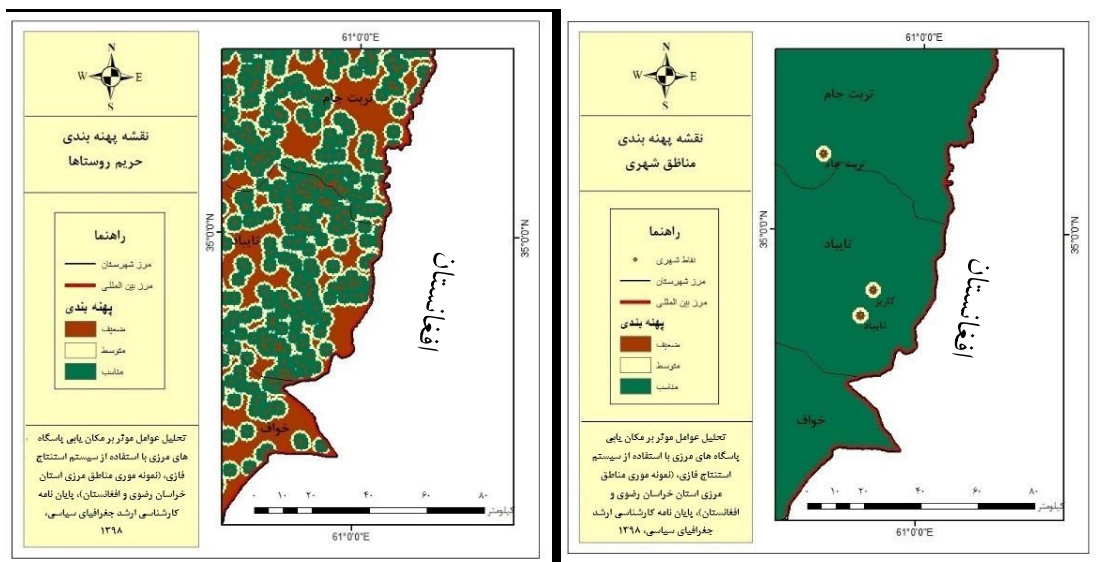 N
W
E
S
نقشه پهنه بندی
حریم روستاها
راهنما
مرز شهرستان
مرز بین المللی
پهنه بندی
ضعیف
متوسط
مناسب
تحلیل عوامل موثر بر مکان یابی پاسگاه
های مرزی با استفاده از سیستم استنتاج
فازی، (نمونه موری مناطق مرزی استان
خراسان رضوی و افغانستان)، پایان نامه
کارشناسی ارشد جغرافیای سیاسی،
۱۳۹۸
61°0'0"E
35°0'0"N
تربت جام
تایباد
خواف
افغانستان
35°0'0"N
۰ ۱۰ ۲۰ ۴۰ ۶۰ ۸۰
کیلومتر
61°0'0"E
N
W
E
S
نقشه پهنه بندی
مناظق شهری
راهنما
نقاط شهری
مرز شهرستان
مرز بین المللی
پهنه بندی
ضعیف
متوسط
مناسب
تحلیل عوامل موثر بر مکان یابی
پاسگاه های مرزی با استفاده از سیستم
استنتاج فازی، (نمونه موری مناطق
مرزی استان خراسان رضوی و
افغانستان)، پایان نامه کارشناسی ارشد
جغرافیای سیاسی، ۱۳۹۸
61°0'0"E
35°0'0"N
تربت جام
تربت جام
تایباد
کاریز
تایباد
خواف
افغانستان
35°0'0"N
۰ ۱۰ ۲۰ ۴۰ ۶۰ ۸۰
کیلومتر
61°0'0"E